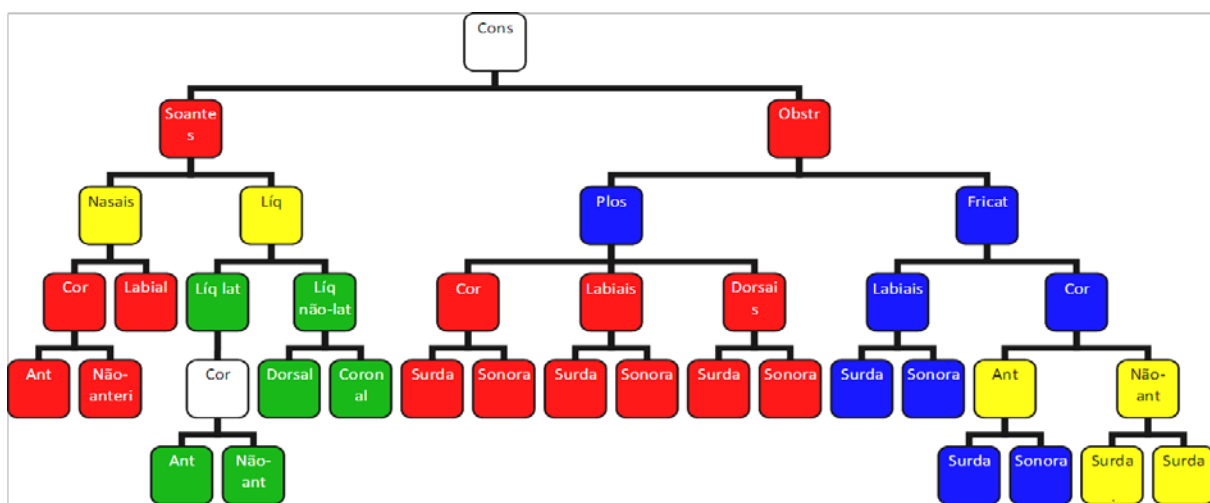 Cons
Soante
s
Obstr
Nasais
Líq
Plos
Fricat
Cor
Labial
Líq lat
Líq
não-lat
Cor
Labiais
Dorsai
s
Labiais
Cor
Ant
Não-
anteri
Cor
Dorsal
Coron
al
Surda
Sonora
Surda
Sonora
Surda
Sonora
Surda
Sonora
Ant
Não-
ant
Ant
Não-
ant
Surda
Sonora
Surda
Surda